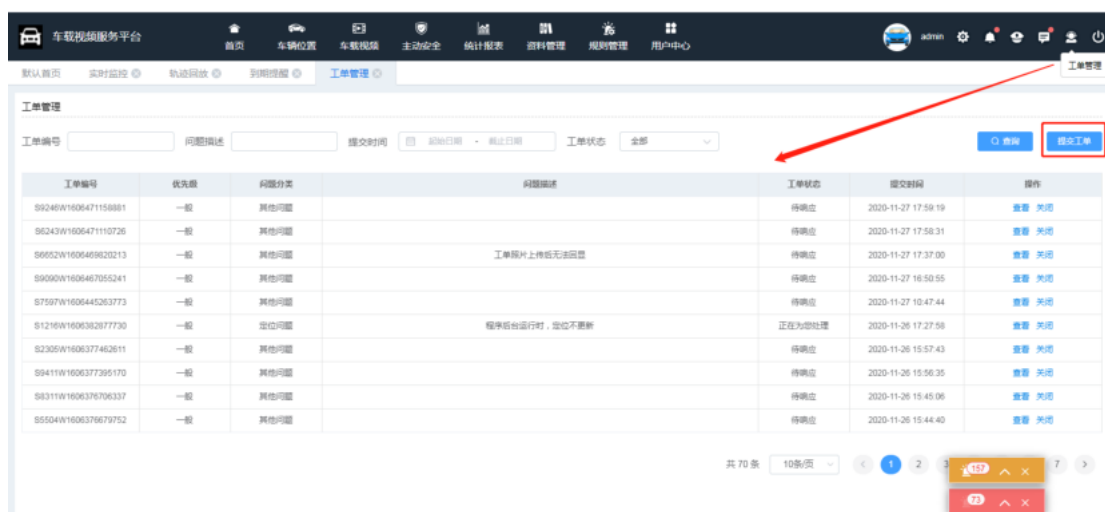 车载视频服务平台
首页 车辆位置 车载视频 主动安全 统计报表 资料管理 规则管理 用户中心
admin
默认首页 实时监控 轨迹回放 到期提醒 工单管理
工单管理
工单管理
工单编号 问题描述 提交时间 起始日期 - 截止日期 工单状态 全部 查询 提交工单
工单编号 优先级 问题分类 问题描述 工单状态 提交时间 操作
S9246W1606471158881 一般 其他问题 待响应 2020-11-27 17:59:19 查看 关闭
S6243W1606471110726 一般 其他问题 待响应 2020-11-27 17:58:31 查看 关闭
S6652W1606469820213 一般 其他问题 工单照片上传后无法回显 待响应 2020-11-27 17:37:00 查看 关闭
S9090W1606467055241 一般 其他问题 待响应 2020-11-27 16:50:55 查看 关闭
S7597W1606445263773 一般 其他问题 待响应 2020-11-27 10:47:44 查看 关闭
S1216W1606382877730 一般 定位问题 程序后台运行时，定位不更新 正在为您处理 2020-11-26 17:27:58 查看 关闭
S2305W1606377462611 一般 其他问题 待响应 2020-11-26 15:57:43 查看 关闭
S9411W1606377395170 一般 其他问题 待响应 2020-11-26 15:56:35 查看 关闭
S8311W1606376706337 一般 其他问题 待响应 2020-11-26 15:45:06 查看 关闭
S5504W1606376679752 一般 其他问题 待响应 2020-11-26 15:44:40 查看 关闭
共 70 条 10条/页 1 2 3 7
157
73